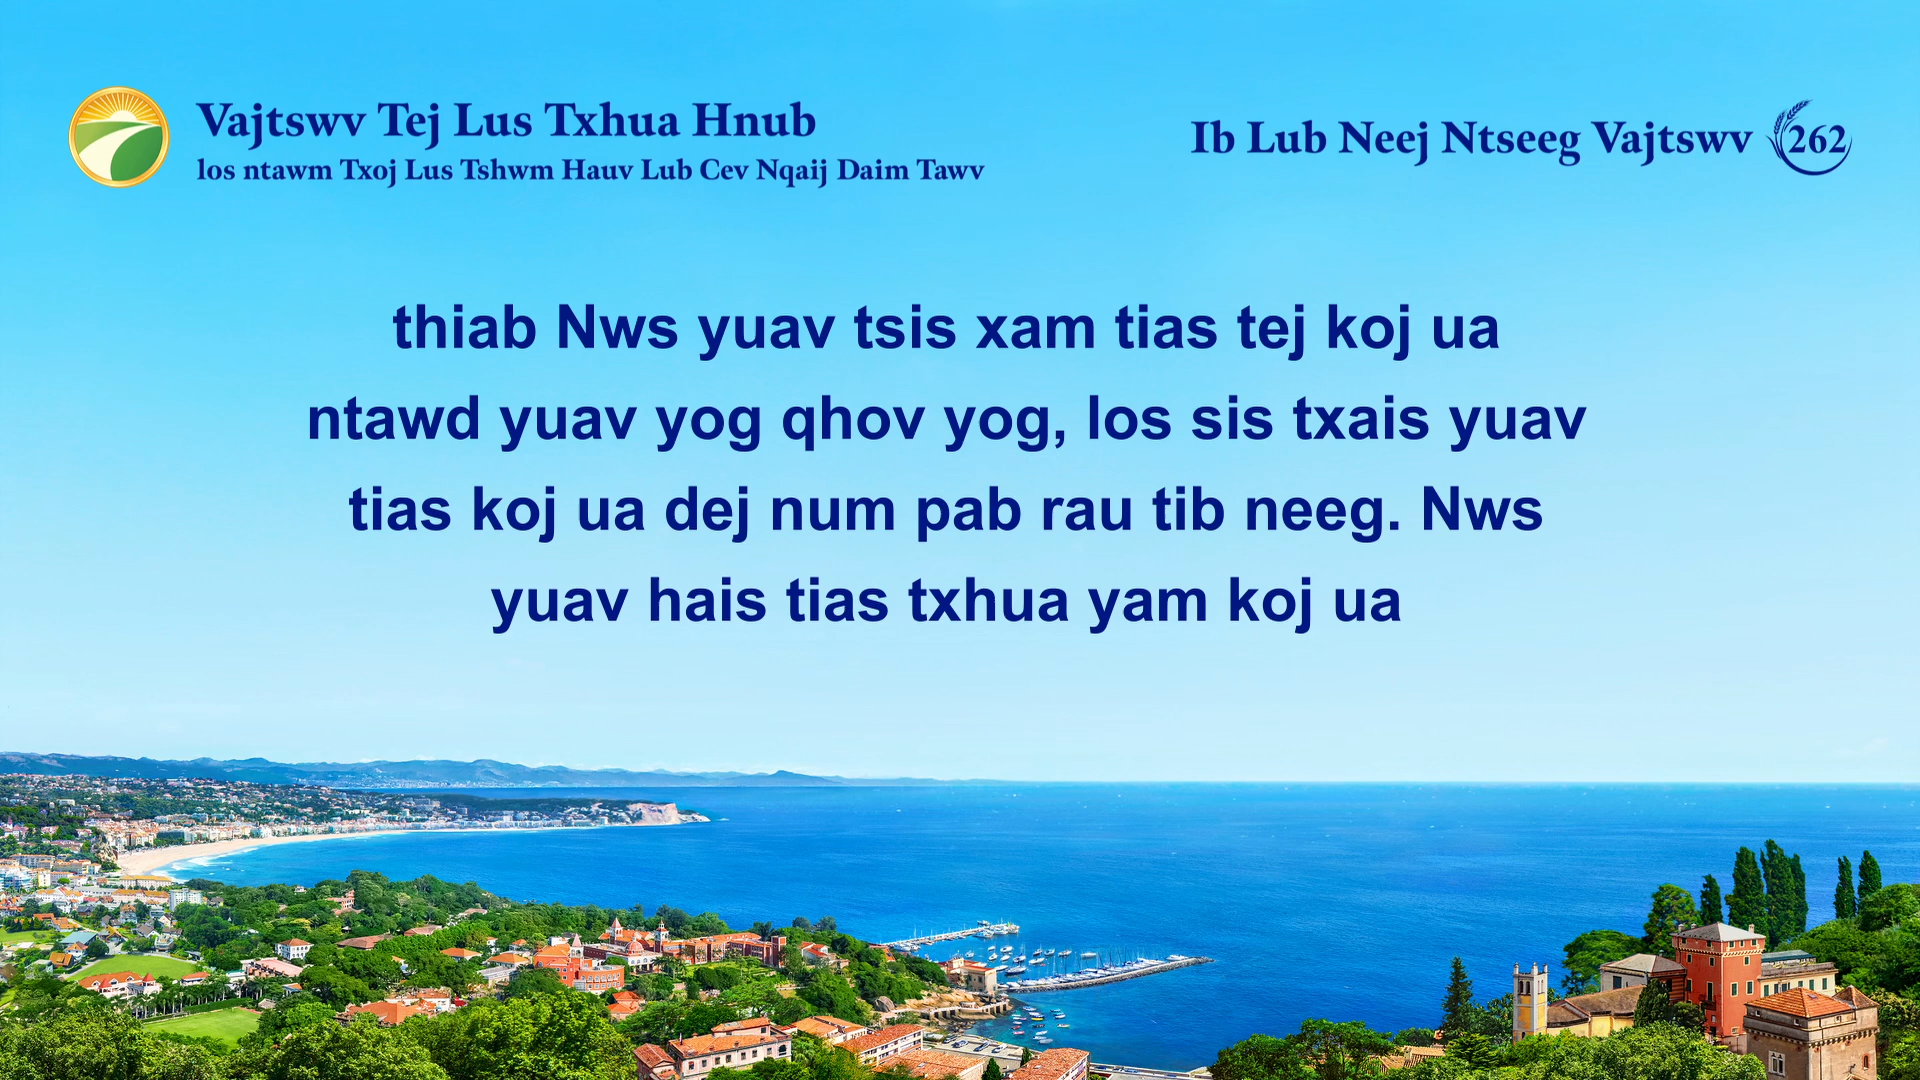 Vajtswv Tej Lus Txhua Hnub
los ntawm Txoj Lus Tshwm Hauv Lub Cev Nqaij Daim Tawv
Ib Lub Neej Ntseeg Vajtswv 262
thiab Nws yuav tsis xam tias tej koj ua
ntawd yuav yog qhov yog, los sis txais yuav
tias koj ua dej num pab rau tib neeg. Nws
yuav hais tias txhua yam koj ua